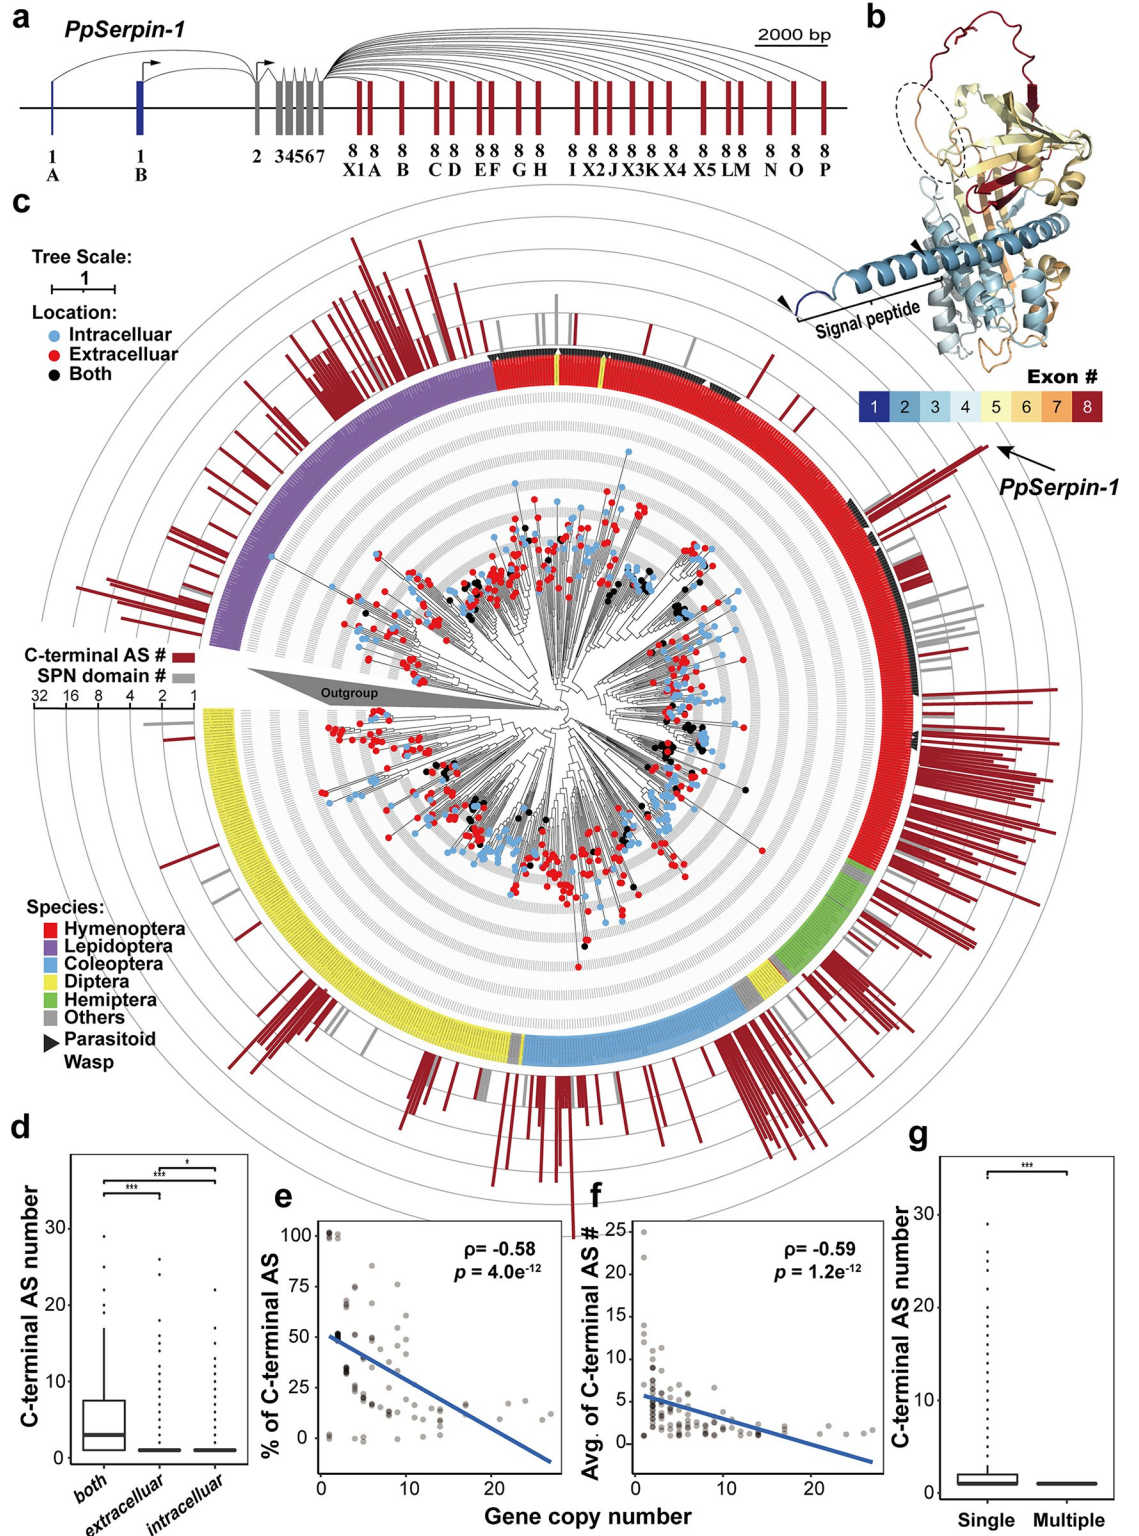 a
PpSerpin-1
2000 bp
1 1 2 34567 8 8 8 8 8 8 8 8 8 8 8 8 8 8 8 8 8 8 8 8 8
A B X1 A B C D E F G H I X2 J X3 K X4 X5 L M N O P
b
Signal peptide
Exon #
1 2 3 4 5 6 7 8
c
Tree Scale:
1
Location:
Intracelluar
Extracelluar
Both
PpSerpin-1
C-terminal AS #
SPN domain #
32 16 8 4 2 1
Outgroup
Species:
Hymenoptera
Lepidoptera
Coleoptera
Diptera
Hemiptera
Others
Parasitoid
Wasp
d
C-terminal AS number
30
20
10
0
***
***
*
both
extracelluar
intracelluar
e
% of C-terminal AS
100
75
50
25
0
ρ= -0.58
p = 4.0e-12
0 10 20
f
Avg. of C-terminal AS #
25
20
15
10
5
0
ρ= -0.59
p = 1.2e-12
0 10 20
Gene copy number
g
C-terminal AS number
30
20
10
0
***
Single Multiple